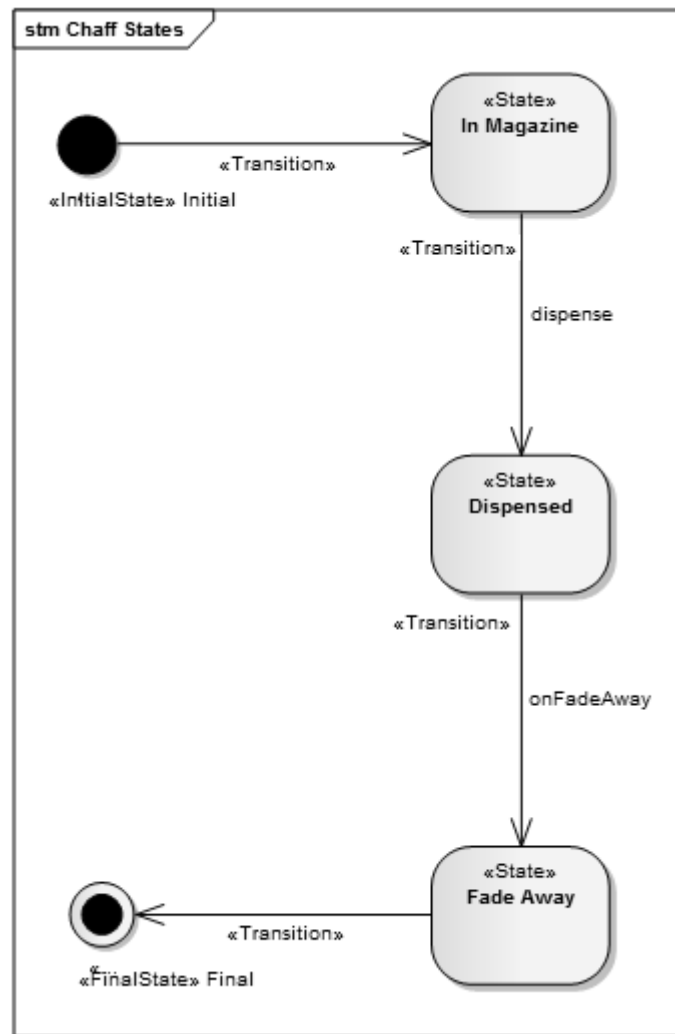 stm Chaff States
«State»
In Magazine
«Transition»
«InitialState» Initial
«Transition»
dispense
«State»
Dispensed
«Transition»
onFadeAway
«State»
Fade Away
«Transition»
«FinalState» Final